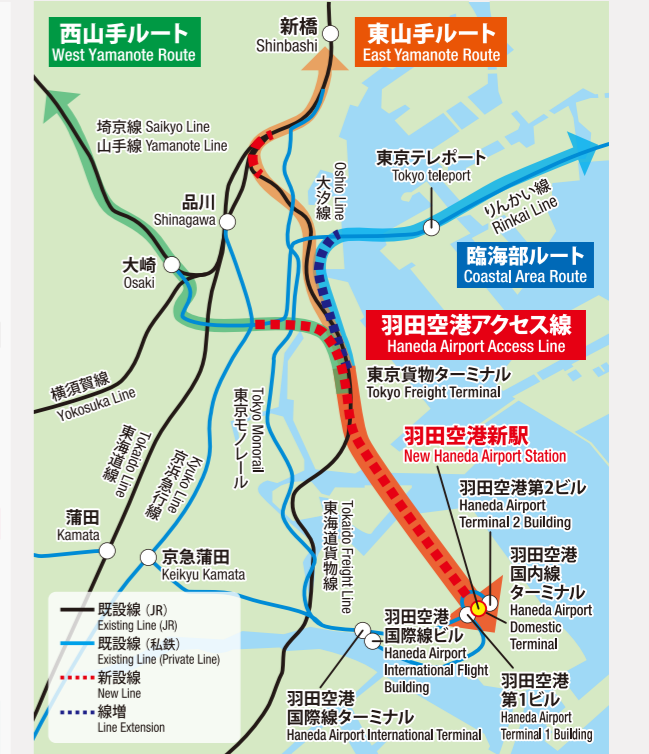 西山手ルート
West Yamanote Route
新橋
Shinbashi
東山手ルート
East Yamanote Route
埼京線 Saikyo Line
山手線 Yamanote Line
Oshio Line
大汐線
東京テレポート
Tokyo teleport
りんかい線
Rinkai Line
品川
Shinagawa
大崎
Osaki
臨海部ルート
Coastal Area Route
羽田空港アクセス線
Haneda Airport Access Line
東京貨物ターミナル
Tokyo Freight Terminal
横須賀線
Yokosuka Line
Tokaido Line
東海道線
Kyuko Line
京浜急行線
Tokyo Monorail
東京モノレール
羽田空港新駅
New Haneda Airport Station
羽田空港第2ビル
Haneda Airport
Terminal 2 Building
蒲田
Kamata
京急蒲田
Keikyu Kamata
Tokaido Freight Line
東海道貨物線
羽田空港
国内線
ターミナル
Haneda Airport
Domestic
Terminal
羽田空港
国際線ビル
Haneda Airport
International Flight
Building
羽田空港
第1ビル
Haneda Airport
Terminal 1 Building
羽田空港
国際線ターミナル
Haneda Airport International Terminal
既設線（JR）
Existing Line (JR)
既設線（私鉄）
Existing Line (Private Line)
新設線
New Line
線増
Line Extension